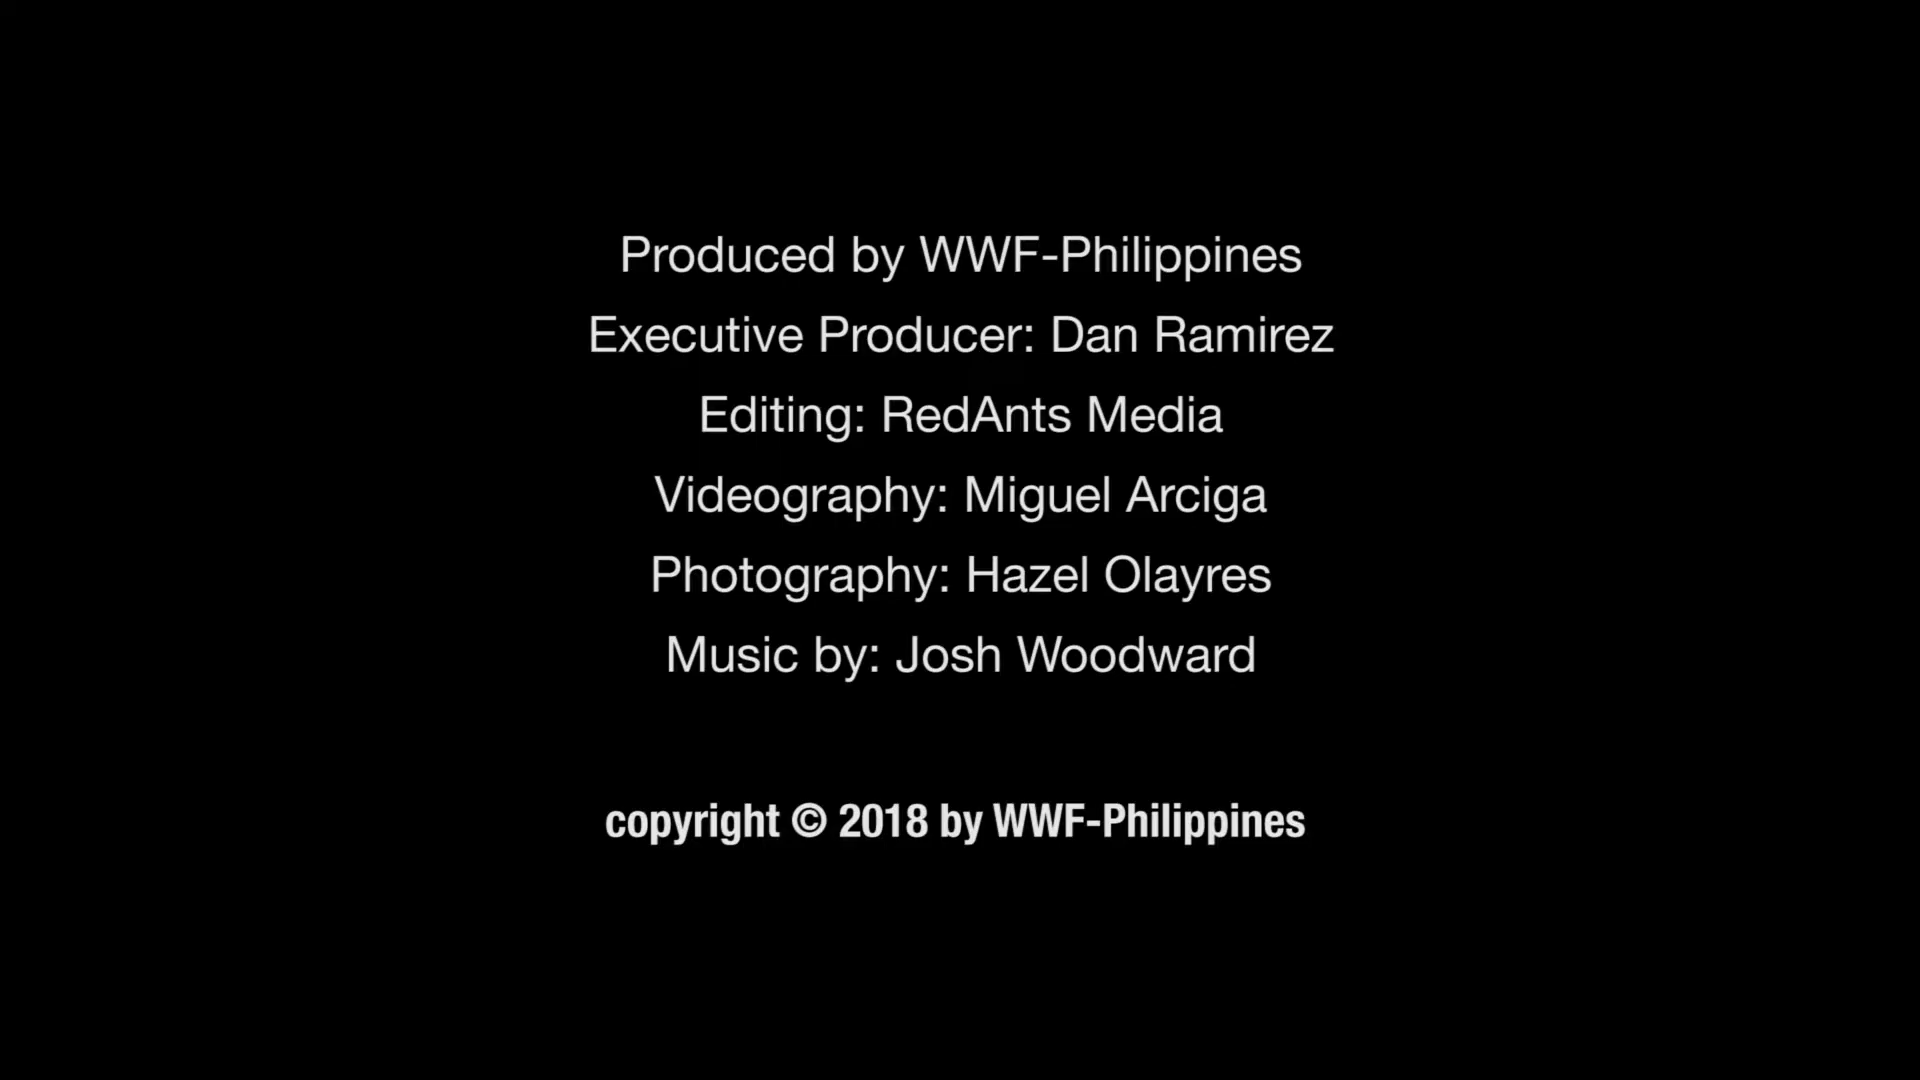 Produced by WWF-Philippines
Executive Producer: Dan Ramirez
Editing: RedAnts Media
Videography: Miguel Arciga
Photography: Hazel Olayres
Music by: Josh Woodward
copyright © 2018 by WWF-Philippines